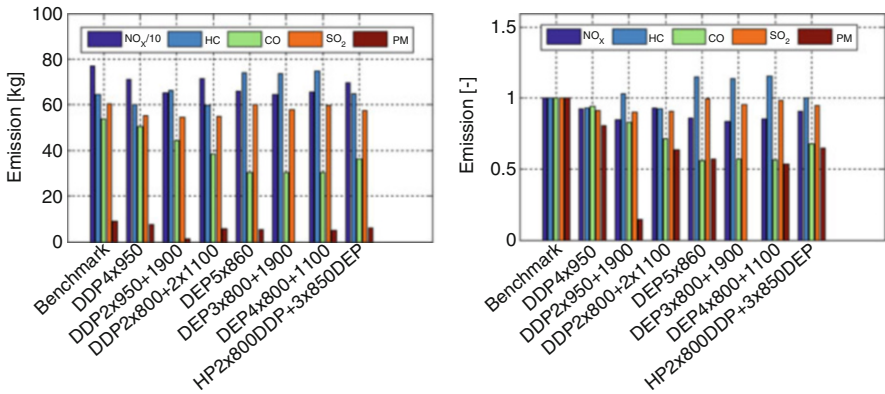 Emission [kg]
100
80
60
40
20
0
NOX/10 HC CO SO2 PM
Benchmark
DDP4x950
DDP2x950+1900
DDP2x800+2x1100
DEP5x860
DEP3x800+1900
DEP4x800+1100
HP2x800DDP+3x850DEP
Emission [-]
1.5
1
0.5
0
NOX HC CO SO2 PM
Benchmark
DDP4x950
DDP2x950+1900
DDP2x800+2x1100
DEP5x860
DEP3x800+1900
DEP4x800+1100
HP2x800DDP+3x850DEP